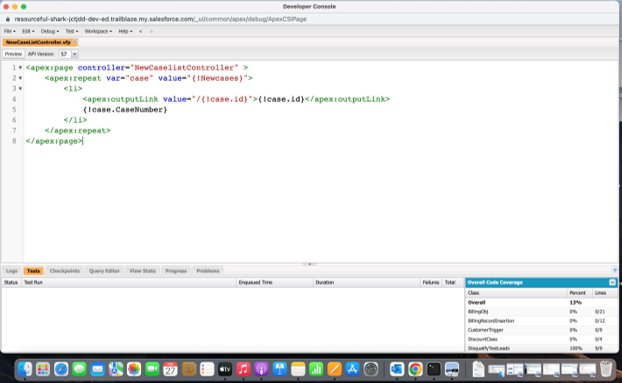 Developer Console
resourceful-shark-jctjdd-dev-ed.trailblaze.my.salesforce.com/_ui/common/apex/debug/ApexCSIPage
File Edit Debug Test Workspace Help < >
NewCaseListController.vfp
Preview API Version: 57
1 <apex:page controller="NewCaselistController" >
2 <apex:repeat var="case" value="{!Newcases}">
3 <li>
4 <apex:outputLink value="/{!case.id}">{!case.id}</apex:outputLink>
5 {!case.CaseNumber}
6 </li>
7 </apex:repeat>
8 </apex:page>
Logs Tests Checkpoints Query Editor View State Progress Problems
Status Test Run Enqueued Time Duration Failures Total
Overall Code Coverage
Class Percent Lines
Overall 13%
BillingObj 0% 0/21
BillingRecordInsertion 0% 0/12
CustomerTrigger 0% 0/9
DiscountClass 0% 0/4
DisqualifyTestLeads 100% 9/9
27
tv